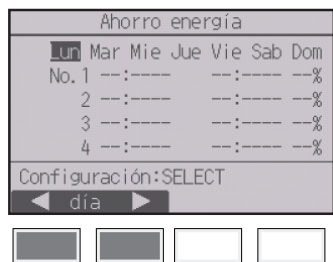 Ahorro energía
Lun Mar Mie Jue Vie Sab Dom
No. 1 --:---- --:---- --%
2 --:---- --:---- --%
3 --:---- --:---- --%
4 --:---- --:---- --%
Configuración:SELECT
◀ día ▶